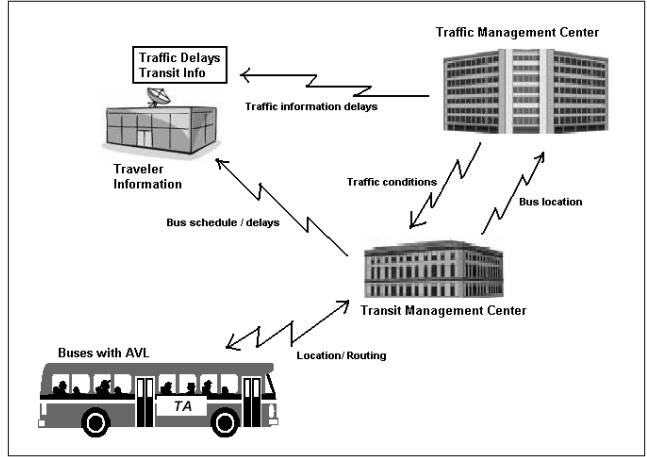 Traffic Management Center
Traffic Delays
Transit Info
Traffic information delays
Traveler
Information
Traffic conditions
Bus location
Bus schedule / delays
Transit Management Center
Location/ Routing
Buses with AVL
TA